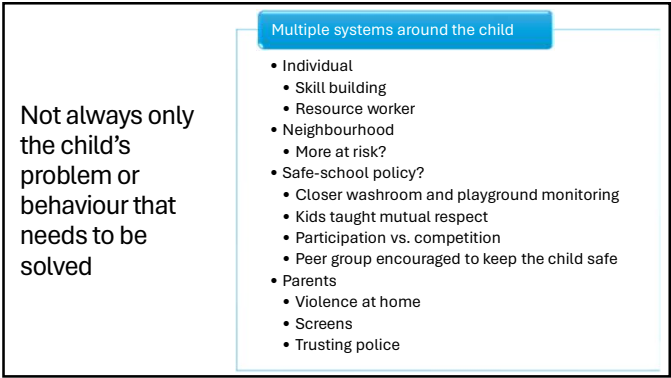 Not always only
the child's
problem or
behaviour that
needs to be
solved
Multiple systems around the child
• Individual
• Skill building
• Resource worker
• Neighbourhood
• More at risk?
• Safe-school policy?
• Closer washroom and playground monitoring
• Kids taught mutual respect
• Participation vs. competition
• Peer group encouraged to keep the child safe
• Parents
• Violence at home
• Screens
• Trusting police